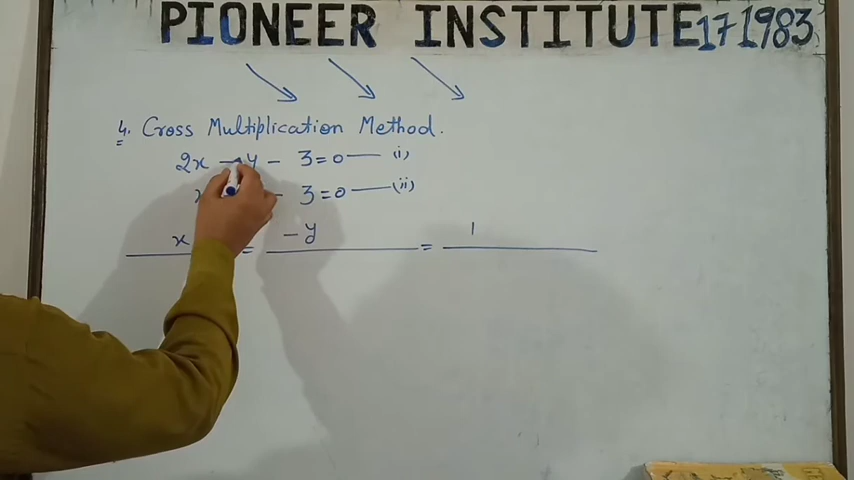 PIONEER INSTITUTE 171983
4. Cross Multiplication Method.
2x - y - 3 = 0 — (i)
- 3 = 0 — (ii)
x = -y = 1